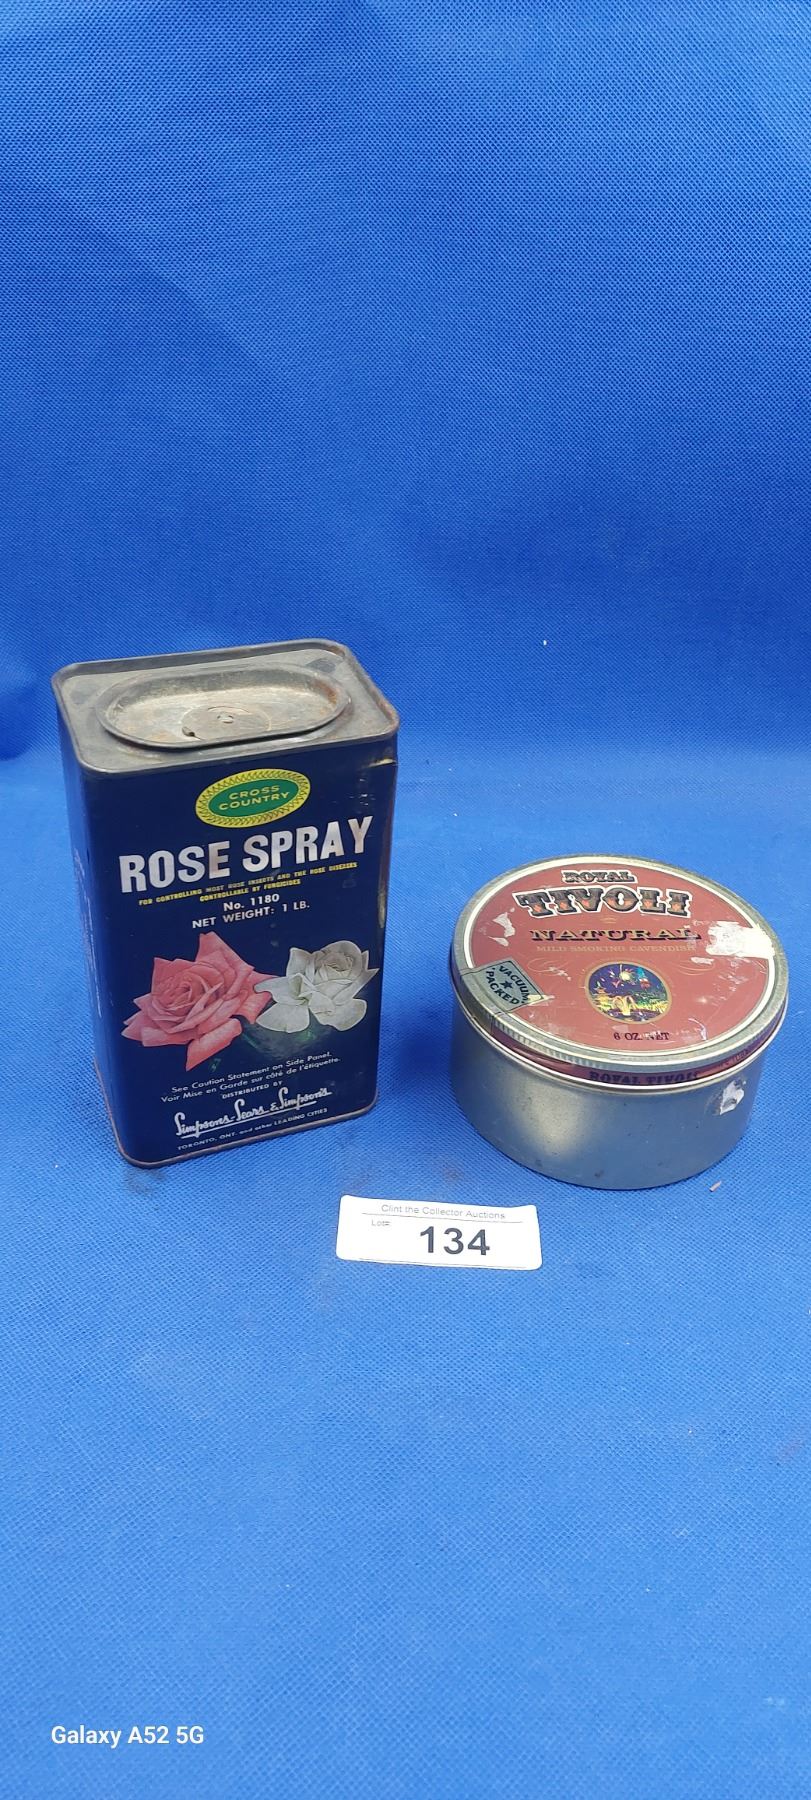 CROSS
COUNTRY
ROSE SPRAY
FOR CONTROLLING MOST ROSE INSECTS AND THE ROSE DISEASES
CONTROLLABLE BY FUNGICIDES
No. 1180
NET WEIGHT: 1 LB.
See Caution Statement on Side Panel.
Voir Mise en Garde sur côté de l'étiquette.
DISTRIBUTED BY
Simpsons-Sears & Simpson's
TORONTO, ONT. and other LEADING CITIES
ROYAL
TIVOLI
NATURAL
MILD SMOKING CAVENDISH
VACUUM
PACKED
6 OZ. NET
ROYAL TIVOLI
Clint the Collector Auctions
Lot#
134
Galaxy A52 5G